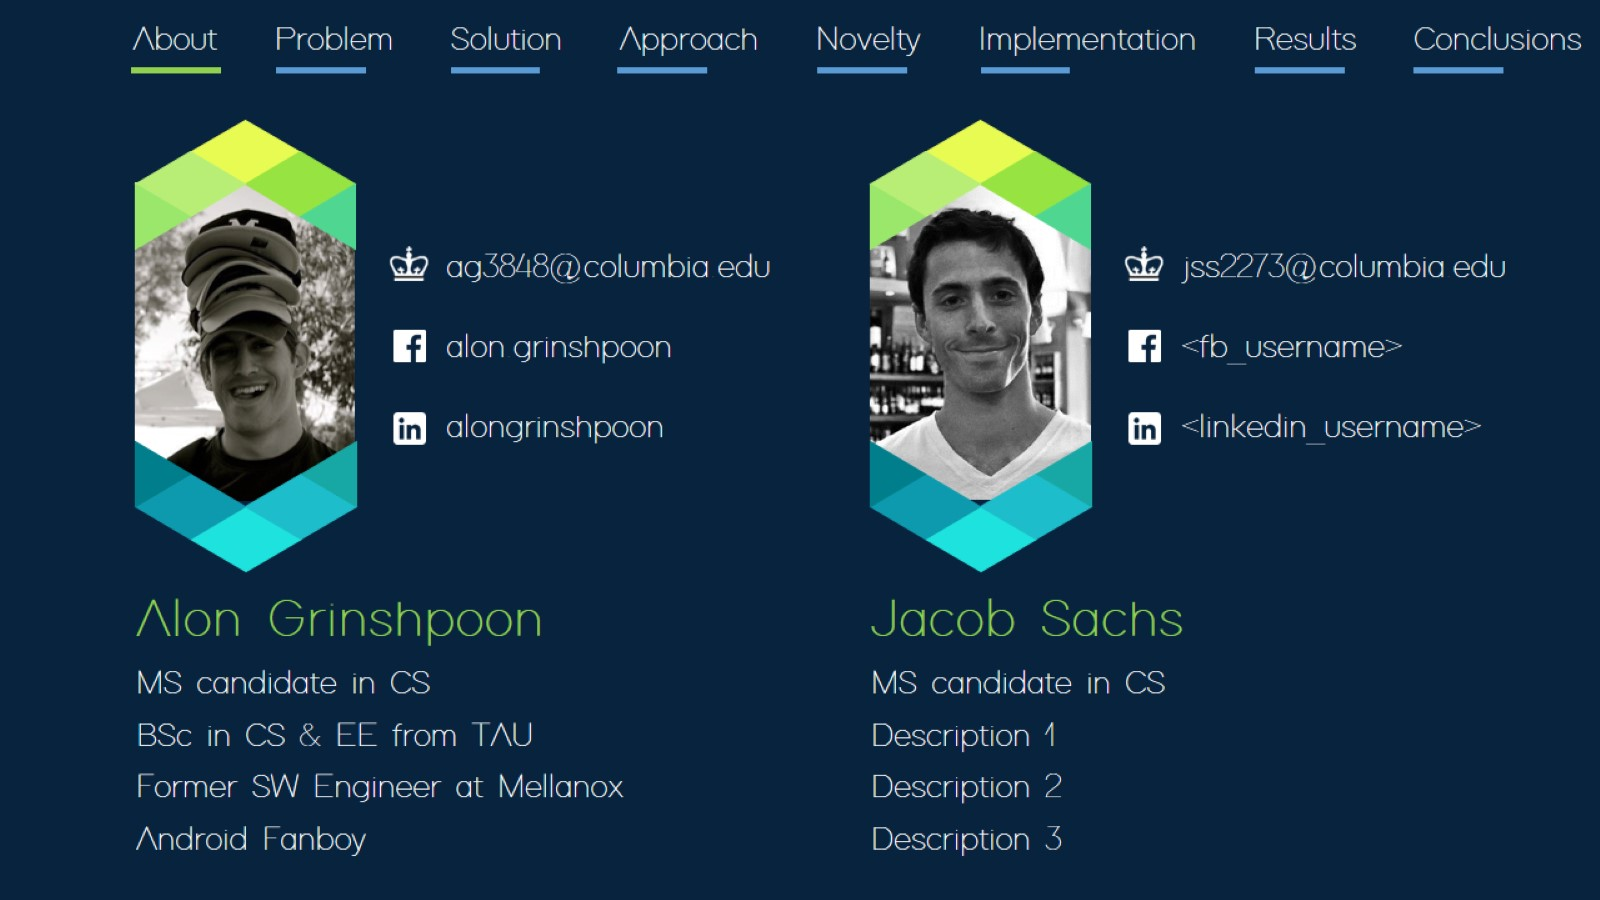 About Problem Solution Approach Novelty Implementation Results Conclusions
M
ag3848@columbia edu
alon grinshpoon
in alongrinshpoon
jss2273@columbia edu
<fb_username>
in <linkedin_username>
Alon Grinshpoon
MS candidate in CS
BSc in CS & EE from TAU
Former SW Engineer at Mellanox
Android Fanboy
Jacob Sachs
MS candidate in CS
Description 1
Description 2
Description 3